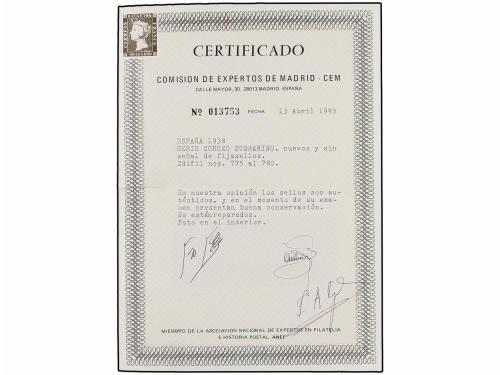 CERTIFICADO
COMISION DE EXPERTOS DE MADRID - CEM
CALLE MAYOR, 30. 28013 MADRID. ESPAÑA
Nº 013753 FECHA 13 Abril 1993
ESPAÑA 1938
SERIE CORREO SUBMARINO, nuevos y sin
señal de fijasellos.
Edifil nos. 775 al 780.
En nuestra opinión los sellos son au-
ténticos, y en el momento de su exa-
men presentan buena conservación.
No están reparados.
Foto en el interior.
MIEMBRO DE LA ASOCIACION NACIONAL DE EXPERTOS EN FILATELIA
E HISTORIA POSTAL. ANEF